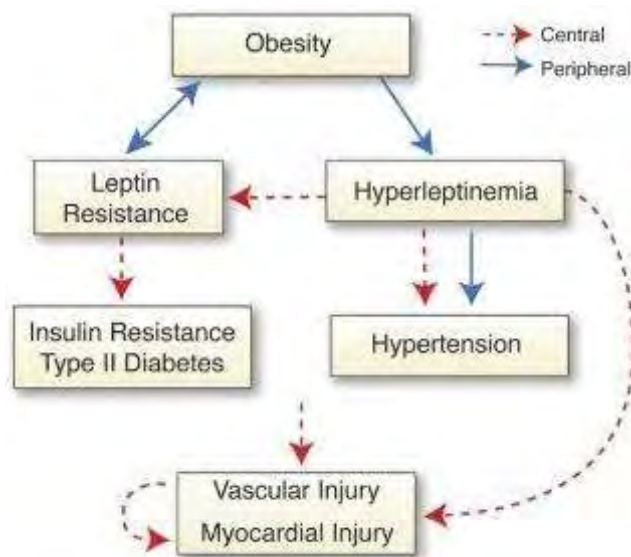 Obesity
Central
Peripheral
Leptin
Resistance
Hyperleptinemia
Insulin Resistance
Type II Diabetes
Hypertension
Vascular Injury
Myocardial Injury